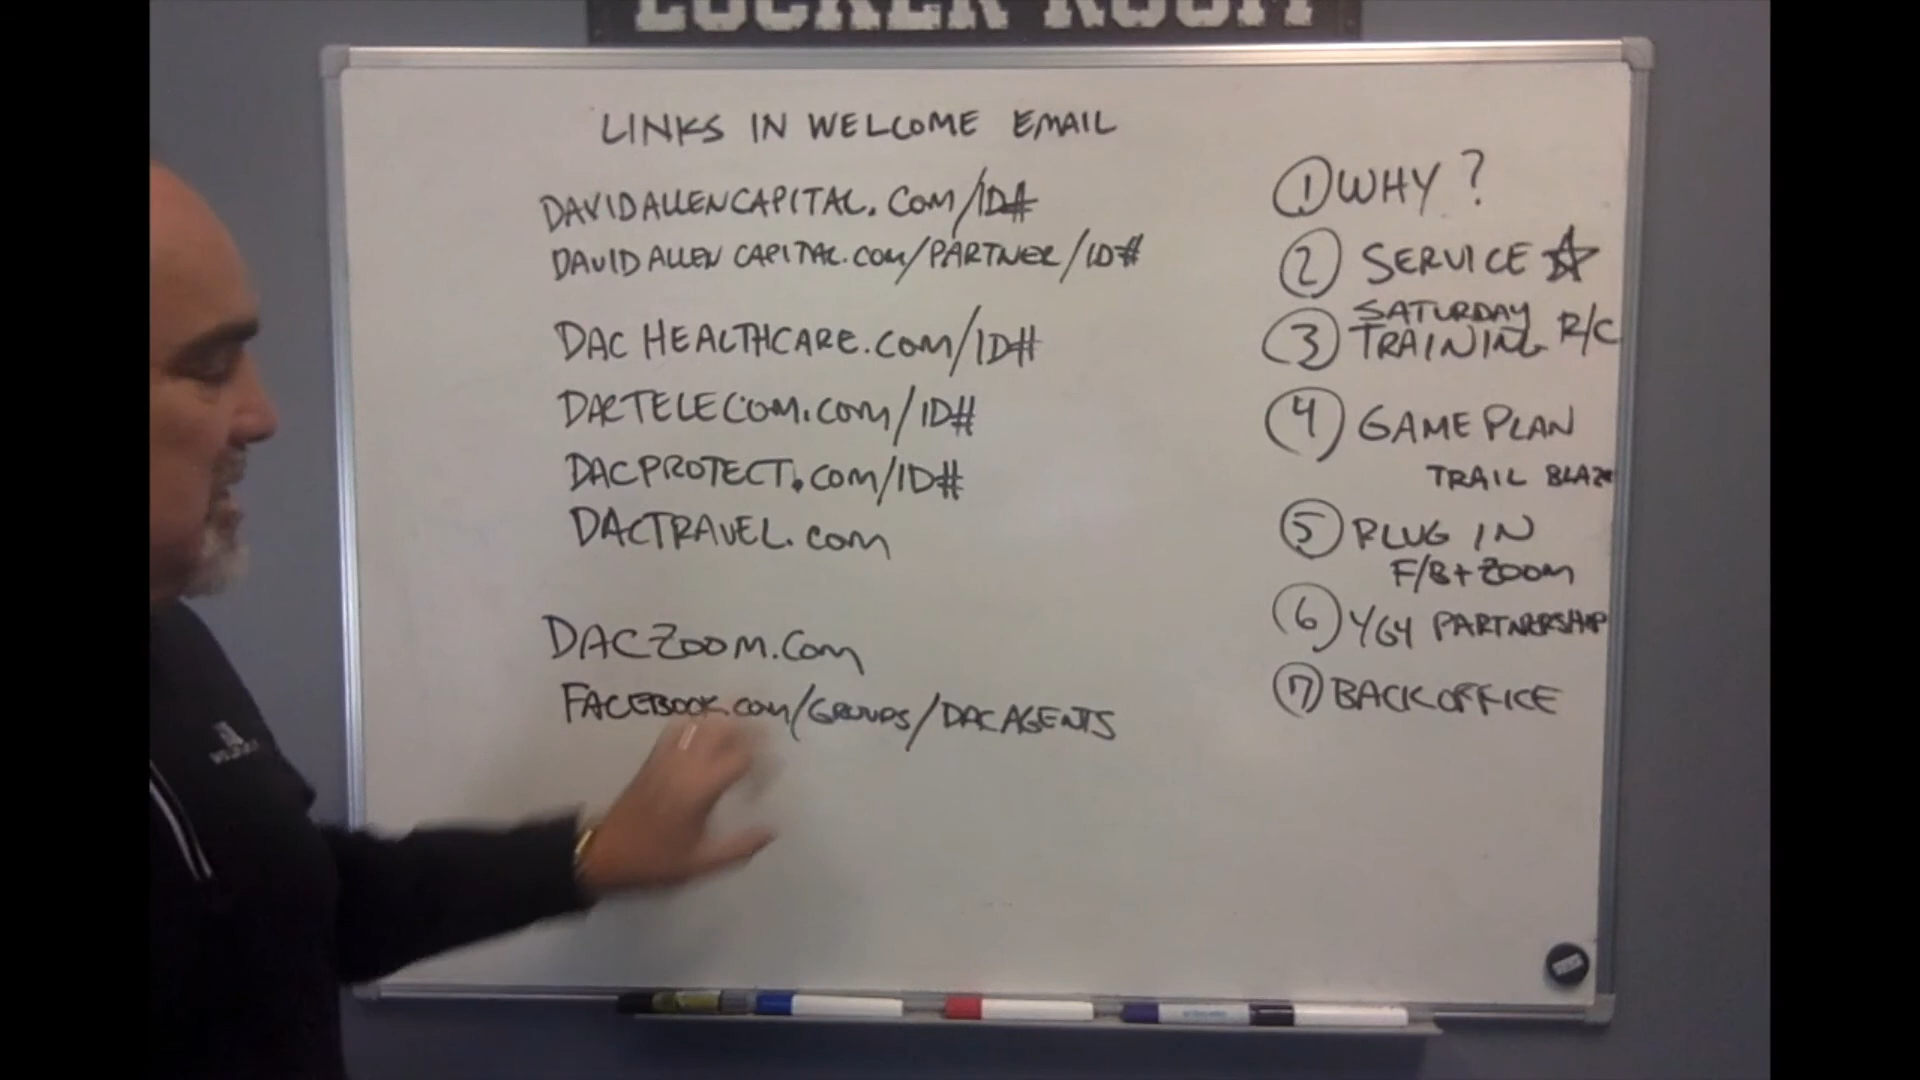 LOCKER ROOM
LINKS IN WELCOME EMAIL
DAVIDALLENCAPITAL.COM/ID#
DAVIDALLENCAPITAL.COM/PARTNER/ID#
DACHEALTHCARE.COM/ID#
DACTELECOM.COM/ID#
DACPROTECT.COM/ID#
DACTRAVEL.COM
DACZOOM.COM
FACEBOOK.COM/GROUPS/DACAGENTS
1 WHY?
2 SERVICE
3 SATURDAY
TRAINING R/C
4 GAME PLAN
TRAIL BLAZE
5 PLUG IN
F/B + ZOOM
6 Y/GY PARTNERSHIP
7 BACKOFFICE